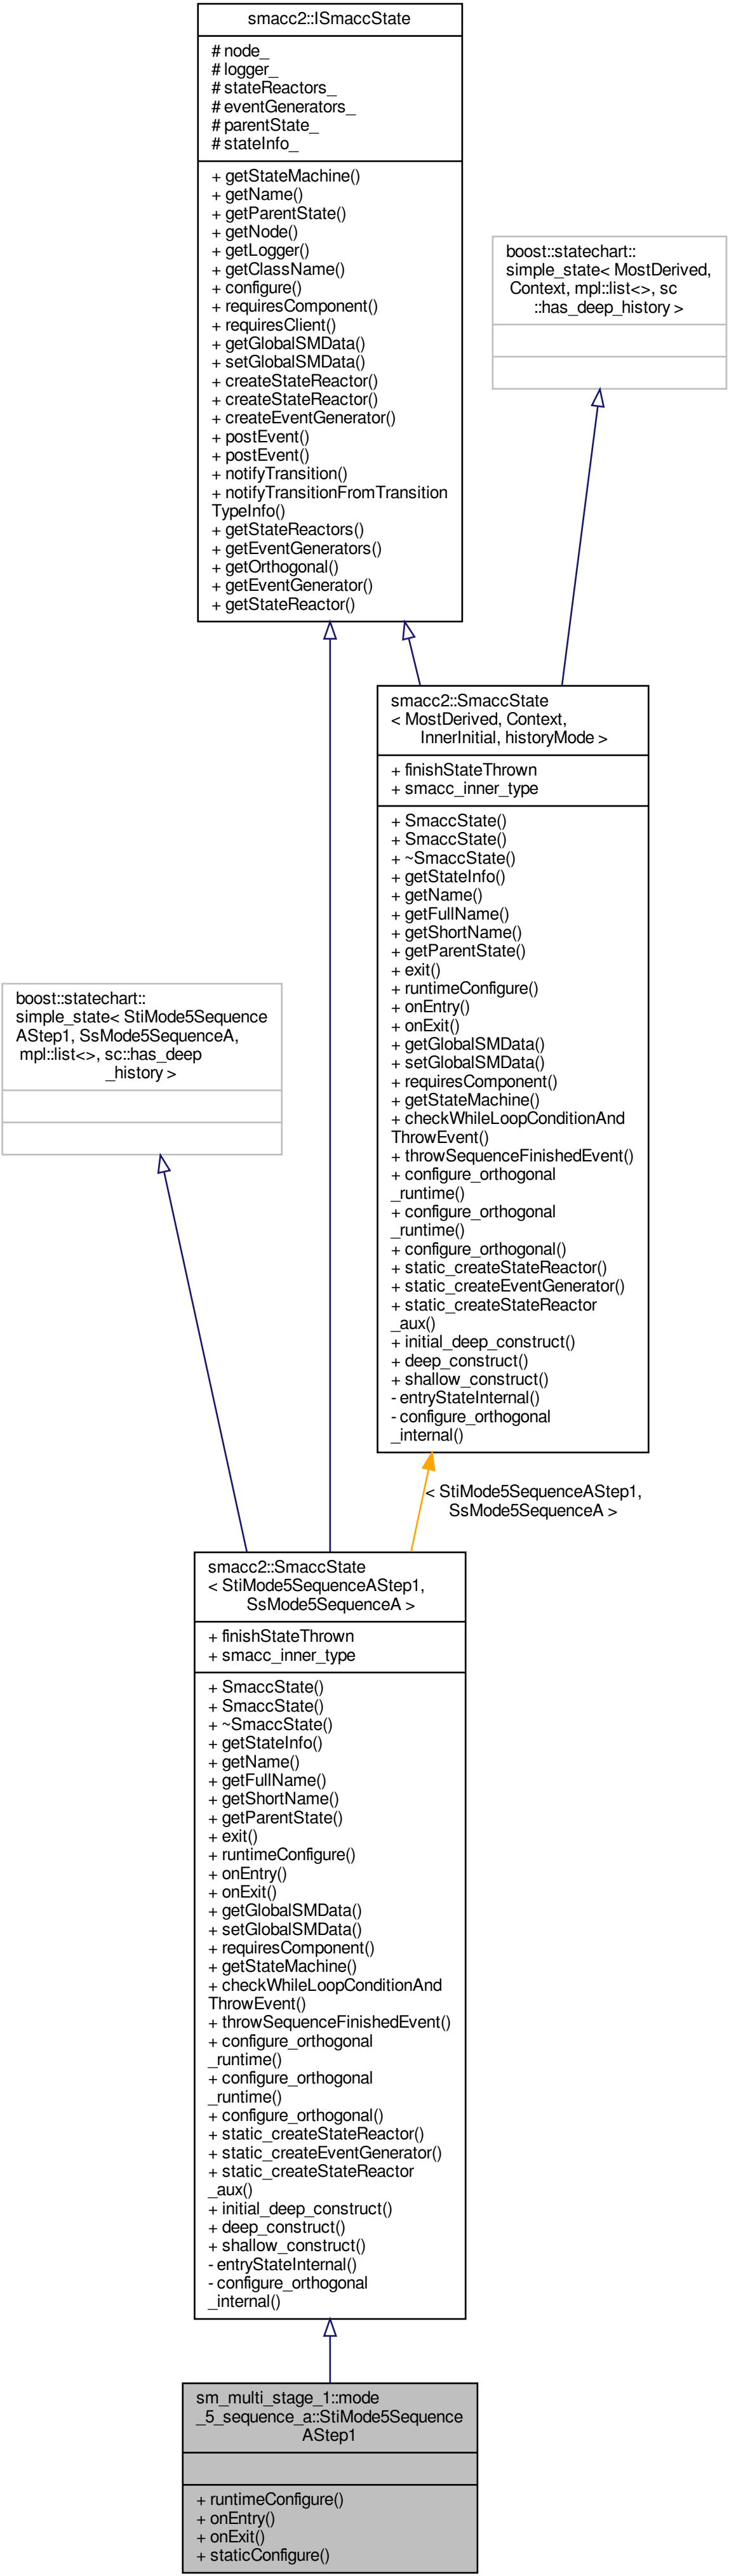 smacc2::ISmaccState
# node_
# logger_
# stateReactors_
# eventGenerators_
# parentState_
# stateInfo_
+ getStateMachine()
+ getName()
+ getParentState()
+ getNode()
+ getLogger()
+ getClassName()
+ configure()
+ requiresComponent()
+ requiresClient()
+ getGlobalSMData()
+ setGlobalSMData()
+ createStateReactor()
+ createStateReactor()
+ createEventGenerator()
+ postEvent()
+ postEvent()
+ notifyTransition()
+ notifyTransitionFromTransition
TypeInfo()
+ getStateReactors()
+ getEventGenerators()
+ getOrthogonal()
+ getEventGenerator()
+ getStateReactor()
boost::statechart::
simple_state< MostDerived,
Context, mpl::list<>, sc
::has_deep_history >
smacc2::SmaccState
< MostDerived, Context,
InnerInitial, historyMode >
+ finishStateThrown
+ smacc_inner_type
+ SmaccState()
+ SmaccState()
+ ~SmaccState()
+ getStateInfo()
+ getName()
+ getFullName()
+ getShortName()
+ getParentState()
+ exit()
+ runtimeConfigure()
+ onEntry()
+ onExit()
+ getGlobalSMData()
+ setGlobalSMData()
+ requiresComponent()
+ getStateMachine()
+ checkWhileLoopConditionAnd
ThrowEvent()
+ throwSequenceFinishedEvent()
+ configure_orthogonal
_runtime()
+ configure_orthogonal
_runtime()
+ configure_orthogonal()
+ static_createStateReactor()
+ static_createEventGenerator()
+ static_createStateReactor
_aux()
+ initial_deep_construct()
+ deep_construct()
+ shallow_construct()
- entryStateInternal()
- configure_orthogonal
_internal()
boost::statechart::
simple_state< StiMode5Sequence
AStep1, SsMode5SequenceA,
mpl::list<>, sc::has_deep
_history >
< StiMode5SequenceAStep1,
SsMode5SequenceA >
smacc2::SmaccState
< StiMode5SequenceAStep1,
SsMode5SequenceA >
+ finishStateThrown
+ smacc_inner_type
+ SmaccState()
+ SmaccState()
+ ~SmaccState()
+ getStateInfo()
+ getName()
+ getFullName()
+ getShortName()
+ getParentState()
+ exit()
+ runtimeConfigure()
+ onEntry()
+ onExit()
+ getGlobalSMData()
+ setGlobalSMData()
+ requiresComponent()
+ getStateMachine()
+ checkWhileLoopConditionAnd
ThrowEvent()
+ throwSequenceFinishedEvent()
+ configure_orthogonal
_runtime()
+ configure_orthogonal
_runtime()
+ configure_orthogonal()
+ static_createStateReactor()
+ static_createEventGenerator()
+ static_createStateReactor
_aux()
+ initial_deep_construct()
+ deep_construct()
+ shallow_construct()
- entryStateInternal()
- configure_orthogonal
_internal()
sm_multi_stage_1::mode
_5_sequence_a::StiMode5Sequence
AStep1
+ runtimeConfigure()
+ onEntry()
+ onExit()
+ staticConfigure()